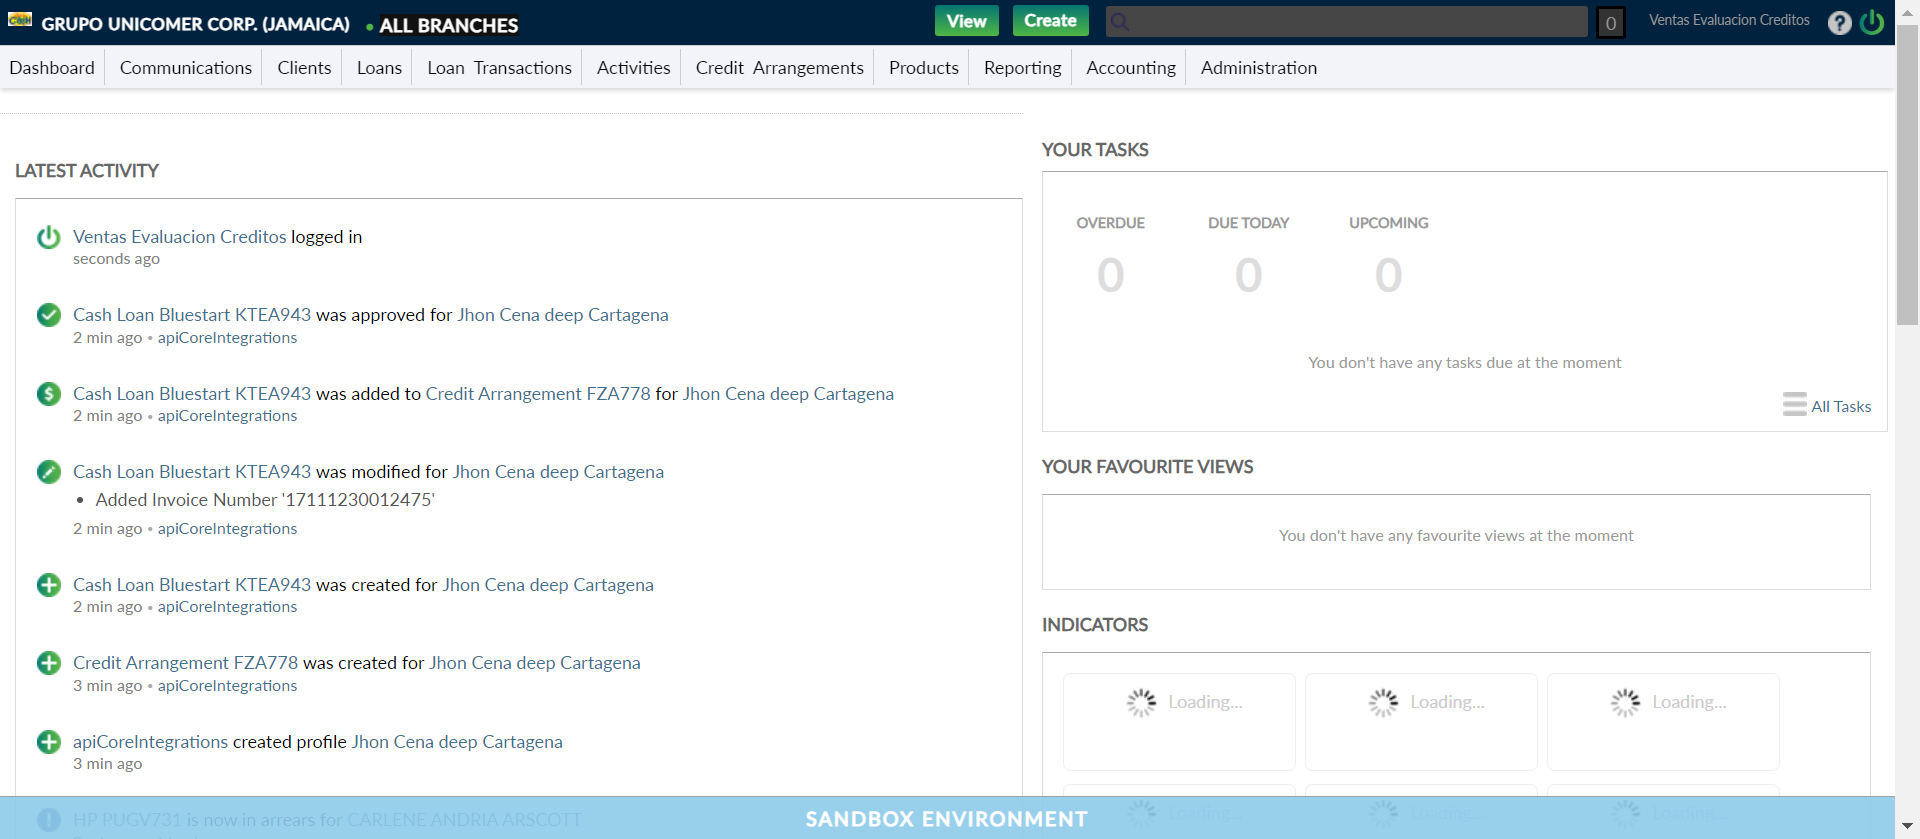 Cash
GRUPO UNICOMER CORP. (JAMAICA) • ALL BRANCHES
View
Create
0
Ventas Evaluacion Creditos
?
Dashboard
Communications
Clients
Loans
Loan Transactions
Activities
Credit Arrangements
Products
Reporting
Accounting
Administration
LATEST ACTIVITY
Ventas Evaluacion Creditos logged in
seconds ago
Cash Loan Bluestart KTEA943 was approved for Jhon Cena deep Cartagena
2 min ago • apiCoreIntegrations
Cash Loan Bluestart KTEA943 was added to Credit Arrangement FZA778 for Jhon Cena deep Cartagena
2 min ago • apiCoreIntegrations
Cash Loan Bluestart KTEA943 was modified for Jhon Cena deep Cartagena
• Added Invoice Number '17111230012475'
2 min ago • apiCoreIntegrations
Cash Loan Bluestart KTEA943 was created for Jhon Cena deep Cartagena
2 min ago • apiCoreIntegrations
Credit Arrangement FZA778 was created for Jhon Cena deep Cartagena
3 min ago • apiCoreIntegrations
apiCoreIntegrations created profile Jhon Cena deep Cartagena
3 min ago
HP PUGV731 is now in arrears for CARLENE ANDRIA ARSCOTT
YOUR TASKS
OVERDUE
DUE TODAY
UPCOMING
0
0
0
You don't have any tasks due at the moment
All Tasks
YOUR FAVOURITE VIEWS
You don't have any favourite views at the moment
INDICATORS
Loading...
Loading...
Loading...
Loading...
Loading...
Loading...
SANDBOX ENVIRONMENT